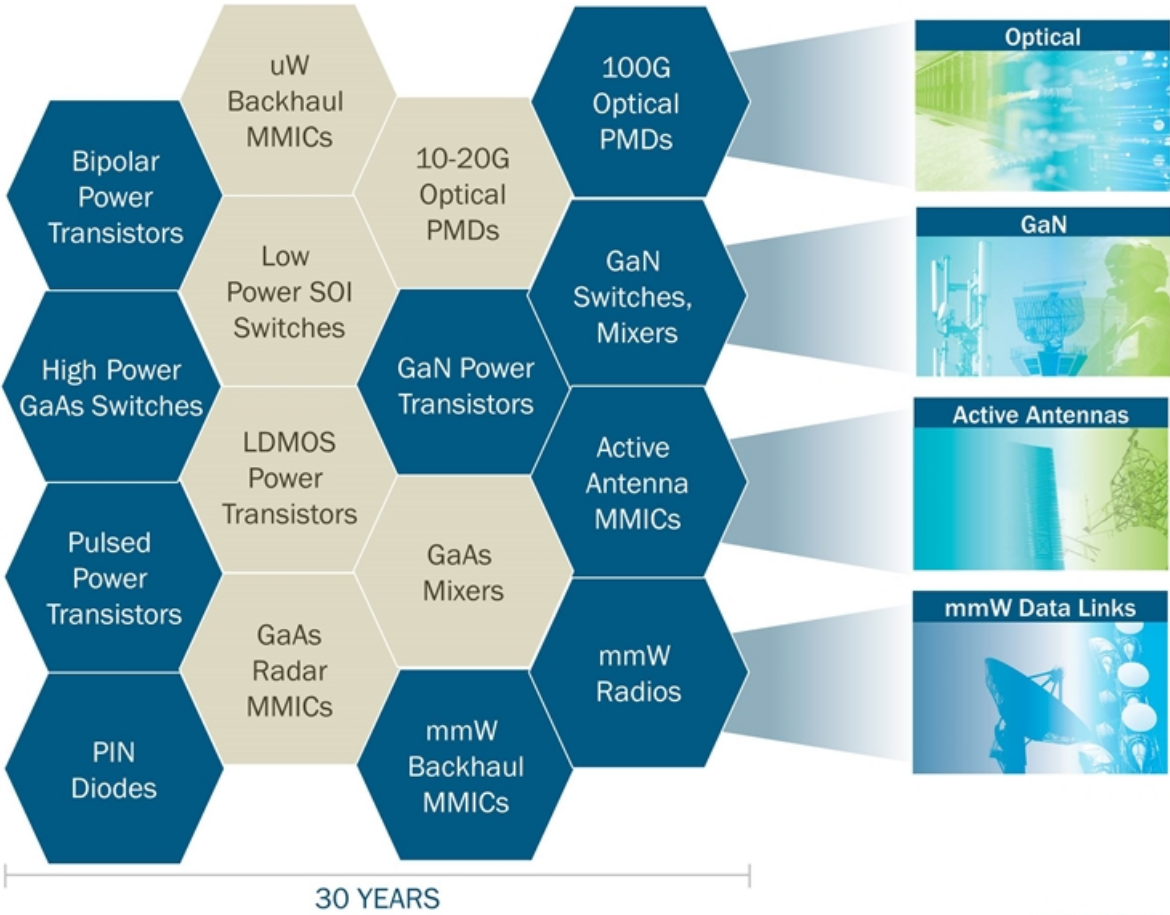 Bipolar
Power
Transistors
High Power
GaAs Switches
Pulsed
Power
Transistors
PIN
Diodes
uW
Backhaul
MMICs
Low
Power SOI
Switches
LDMOS
Power
Transistors
GaAs
Radar
MMICs
10-20G
Optical
PMDs
GaN Power
Transistors
GaAs
Mixers
mmW
Backhaul
MMICs
100G
Optical
PMDs
GaN
Switches,
Mixers
Active
Antenna
MMICs
mmW
Radios
Optical
GaN
Active Antennas
mmW Data Links
30 YEARS